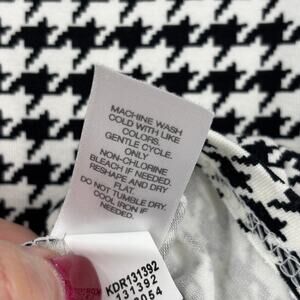 MACHINE WASH
COLD WITH LIKE
COLORS.
GENTLE CYCLE.
ONLY
NON-CHLORINE
BLEACH IF NEEDED.
RESHAPE AND DRY
FLAT.
DO NOT TUMBLE DRY.
COOL IRON IF
NEEDED.
KDR131392
131392
3054